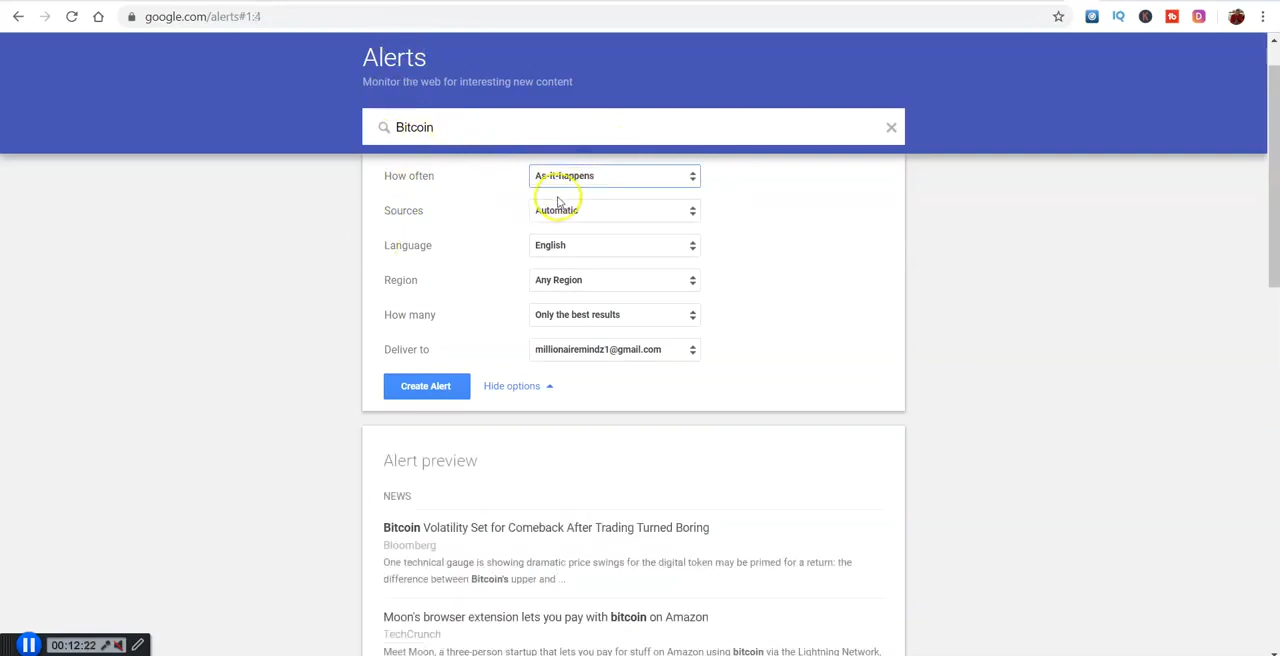 google.com/alerts#1:4
Alerts
Monitor the web for interesting new content
Bitcoin
How often As-it-happens
Sources Automatic
Language English
Region Any Region
How many Only the best results
Deliver to millionairemindz1@gmail.com
Create Alert Hide options
Alert preview
NEWS
Bitcoin Volatility Set for Comeback After Trading Turned Boring
Bloomberg
One technical gauge is showing dramatic price swings for the digital token may be primed for a return: the
difference between Bitcoin's upper and ...
Moon's browser extension lets you pay with bitcoin on Amazon
TechCrunch
Meet Moon, a three-person startup that lets you pay for stuff on Amazon using bitcoin via the Lightning Network,
00:12:22